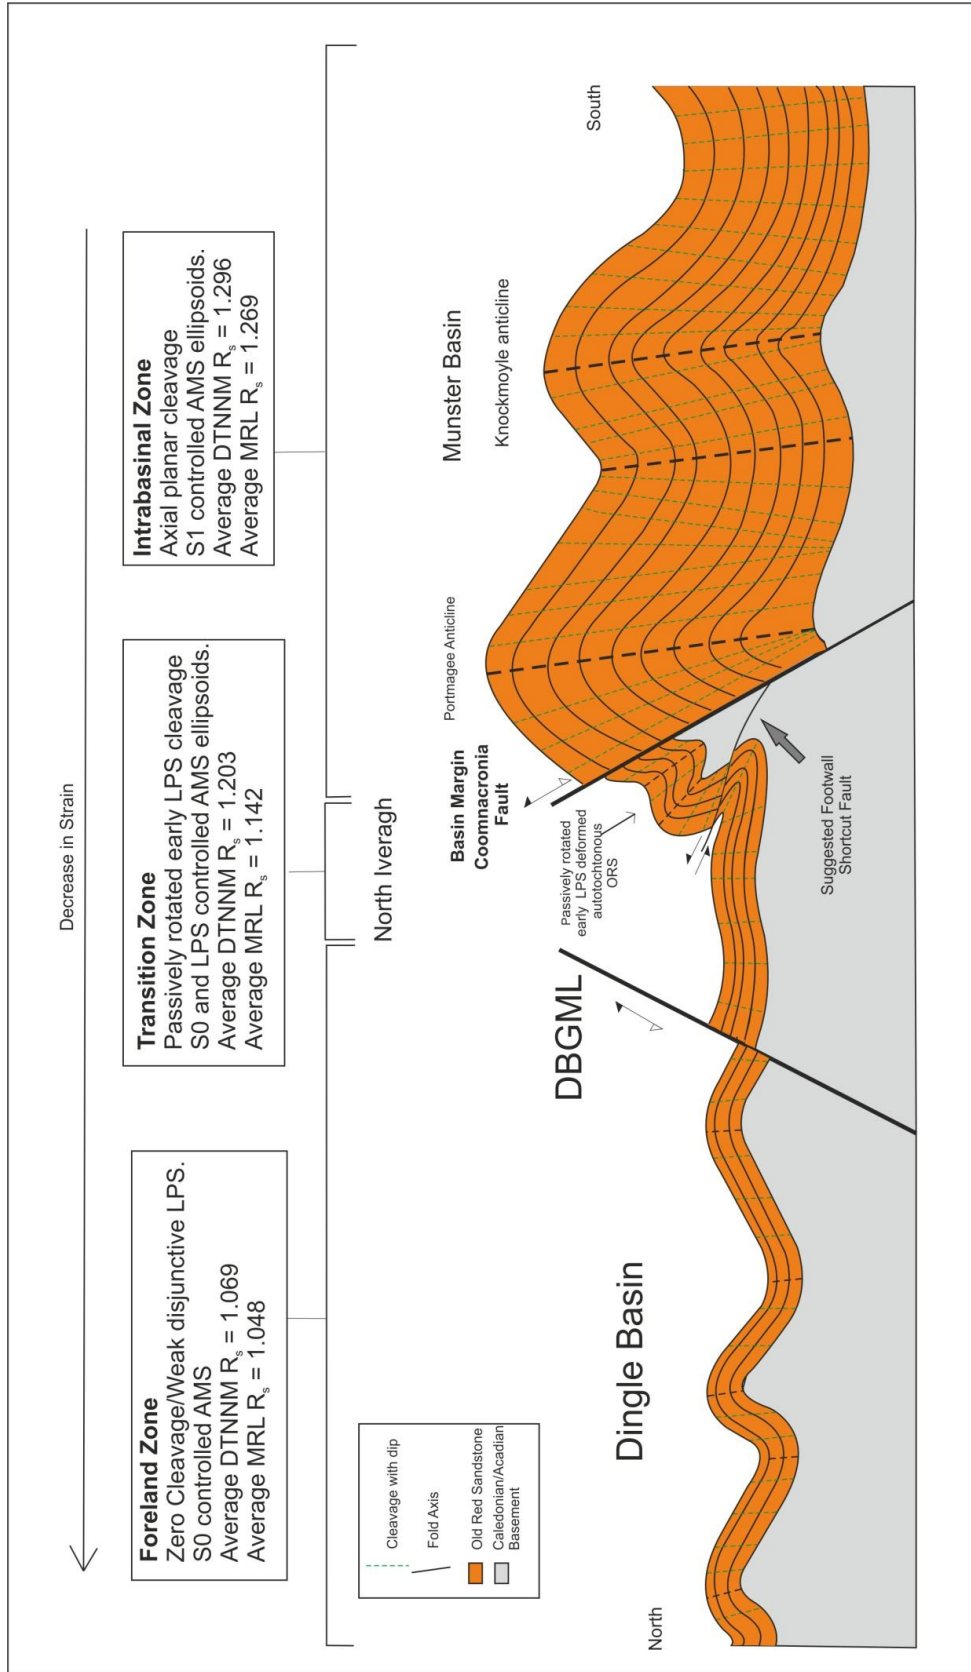 Decrease in Strain
Foreland Zone
Zero Cleavage/Weak disjunctive LPS.
S0 controlled AMS
Average DTNNM Rs = 1.069
Average MRL Rs = 1.048
Transition Zone
Passively rotated early LPS cleavage
S0 and LPS controlled AMS ellipsoids.
Average DTNNM Rs = 1.203
Average MRL Rs = 1.142
Intrabasinal Zone
Axial planar cleavage
S1 controlled AMS ellipsoids.
Average DTNNM Rs = 1.296
Average MRL Rs = 1.269
North Iveragh
Cleavage with dip
Fold Axis
Old Red Sandstone
Caledonian/Acadian
Basement
Munster Basin
Portmagee Anticline
Knockmoyle anticline
Basin Margin
Coomnacronia
Fault
South
DBGML
Passively rotated
early LPS deformed
autotochtonous
ORS
Dingle Basin
North
Suggested Footwall
Shortcut Fault